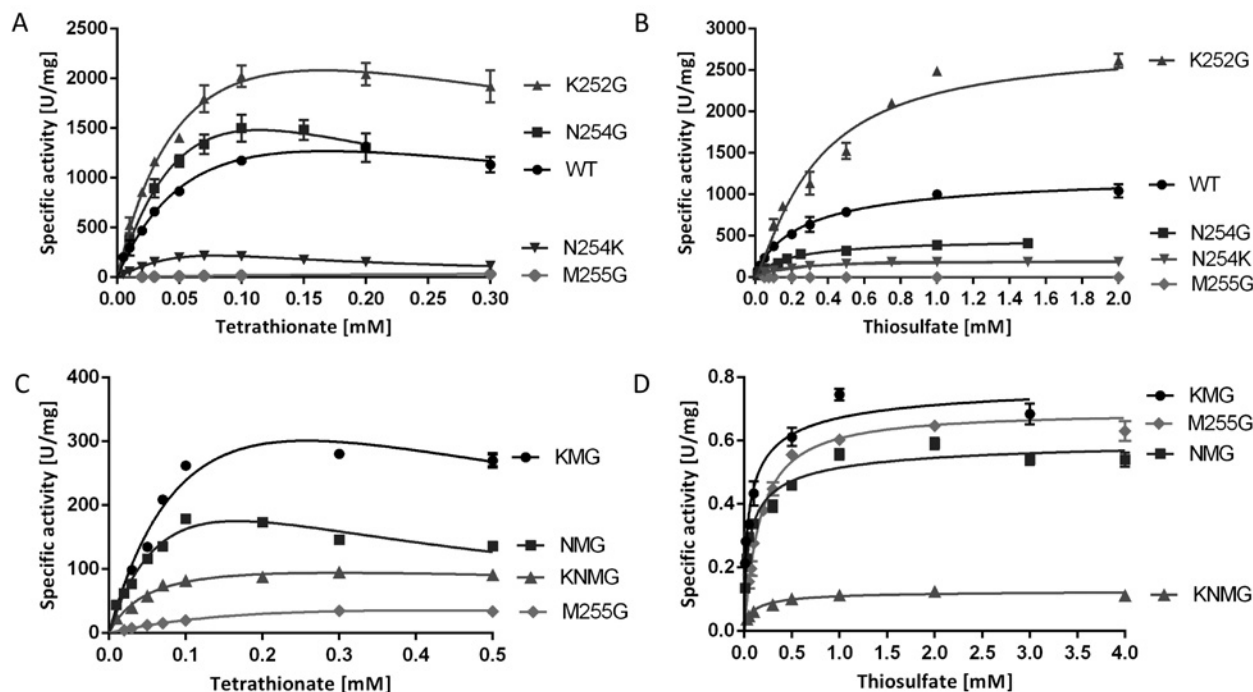 A
Specific activity [U/mg]
2500
2000
1500
1000
500
0
0.00 0.05 0.10 0.15 0.20 0.25 0.30
Tetrathionate [mM]
K252G
N254G
WT
N254K
M255G
B
Specific activity [U/mg]
3000
2500
2000
1500
1000
500
0
0.0 0.2 0.4 0.6 0.8 1.0 1.2 1.4 1.6 1.8 2.0
Thiosulfate [mM]
K252G
WT
N254G
N254K
M255G
C
Specific activity [U/mg]
400
300
200
100
0
0.0 0.1 0.2 0.3 0.4 0.5
Tetrathionate [mM]
KMG
NMG
KNMG
M255G
D
Specific activity [U/mg]
0.8
0.6
0.4
0.2
0.0
0.0 0.5 1.0 1.5 2.0 2.5 3.0 3.5 4.0
Thiosulfate [mM]
KMG
M255G
NMG
KNMG